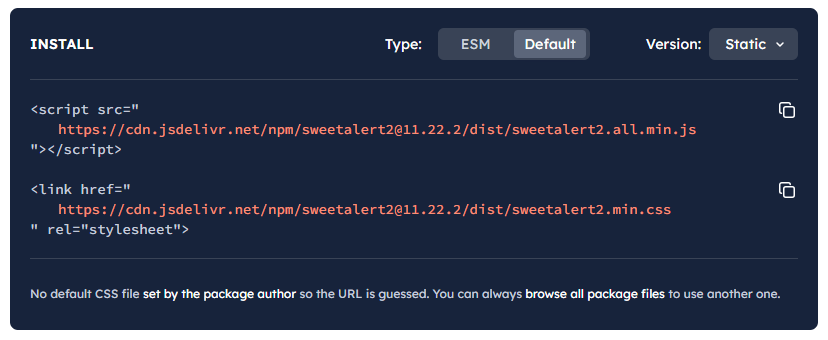 INSTALL Type: ESM Default Version: Static
<script src="
https://cdn.jsdelivr.net/npm/sweetalert2@11.22.2/dist/sweetalert2.all.min.js
"></script>
<link href="
https://cdn.jsdelivr.net/npm/sweetalert2@11.22.2/dist/sweetalert2.min.css
" rel="stylesheet">
No default CSS file set by the package author so the URL is guessed. You can always browse all package files to use another one.